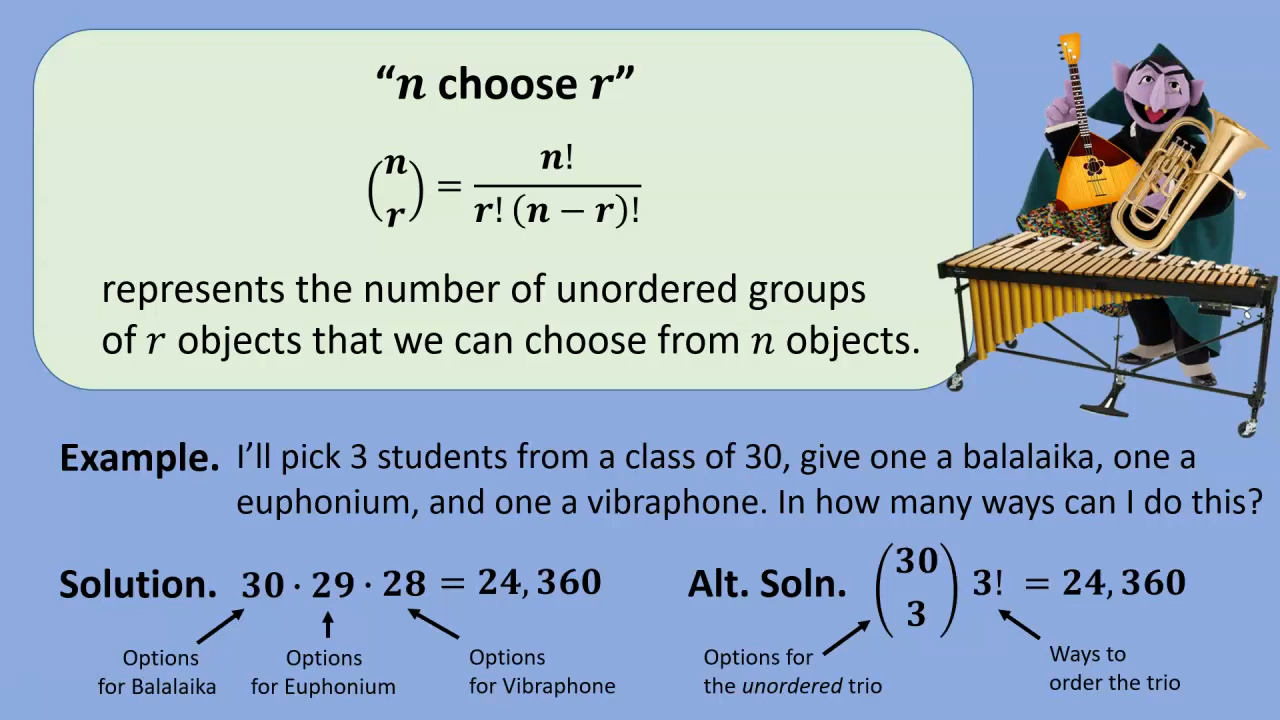 “n choose r”
(n r) = n! / r! (n − r)!
represents the number of unordered groups
of r objects that we can choose from n objects.
Example. I’ll pick 3 students from a class of 30, give one a balalaika, one a
euphonium, and one a vibraphone. In how many ways can I do this?
Solution. 30 · 29 · 28 = 24,360
Options
for Balalaika
Options
for Euphonium
Options
for Vibraphone
Alt. Soln. (30 3) 3! = 24,360
Options for
the unordered trio
Ways to
order the trio